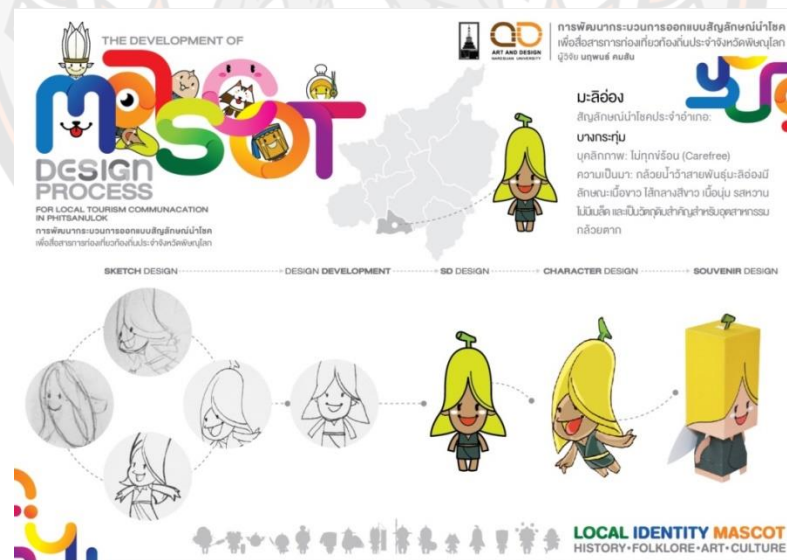 THE DEVELOPMENT OF
MASCOT
DESIGN
PROCESS
FOR LOCAL TOURISM COMMUNACATION
IN PHITSANULOK
การพัฒนากระบวนการออกแบบสัญลักษณ์นำโชค
เพื่อสื่อสารการท่องเที่ยวท้องถิ่นประจำจังหวัดพิษณุโลก
ART AND DESIGN
NARESUAN UNIVERSITY
การพัฒนากระบวนการออกแบบสัญลักษณ์นำโชค
เพื่อสื่อสารการท่องเที่ยวท้องถิ่นประจำจังหวัดพิษณุโลก
ผู้วิจัย นฤพนธ์ คมสัน
มะลิอ่อง
สัญลักษณ์นำโชคประจำอำเภอ:
บางกระทุ่ม
บุคลิกภาพ: ไม่ทุกข์ร้อน (Carefree)
ความเป็นมา: กล้วยน้ำว้าสายพันธุ์มะลิอ่องมี
ลักษณะเนื้อขาว ไส้กลางสีขาว เนื้อนุ่ม รสหวาน
ไม่มีเมล็ด และเป็นวัตถุดิบสำคัญสำหรับอุตสาหกรรม
กล้วยตาก
SKETCH DESIGN
DESIGN DEVELOPMENT
SD DESIGN
CHARACTER DESIGN
SOUVENIR DESIGN
LOCAL IDENTITY MASCOT
HISTORY•FOLKLORE•ART•CULTURE